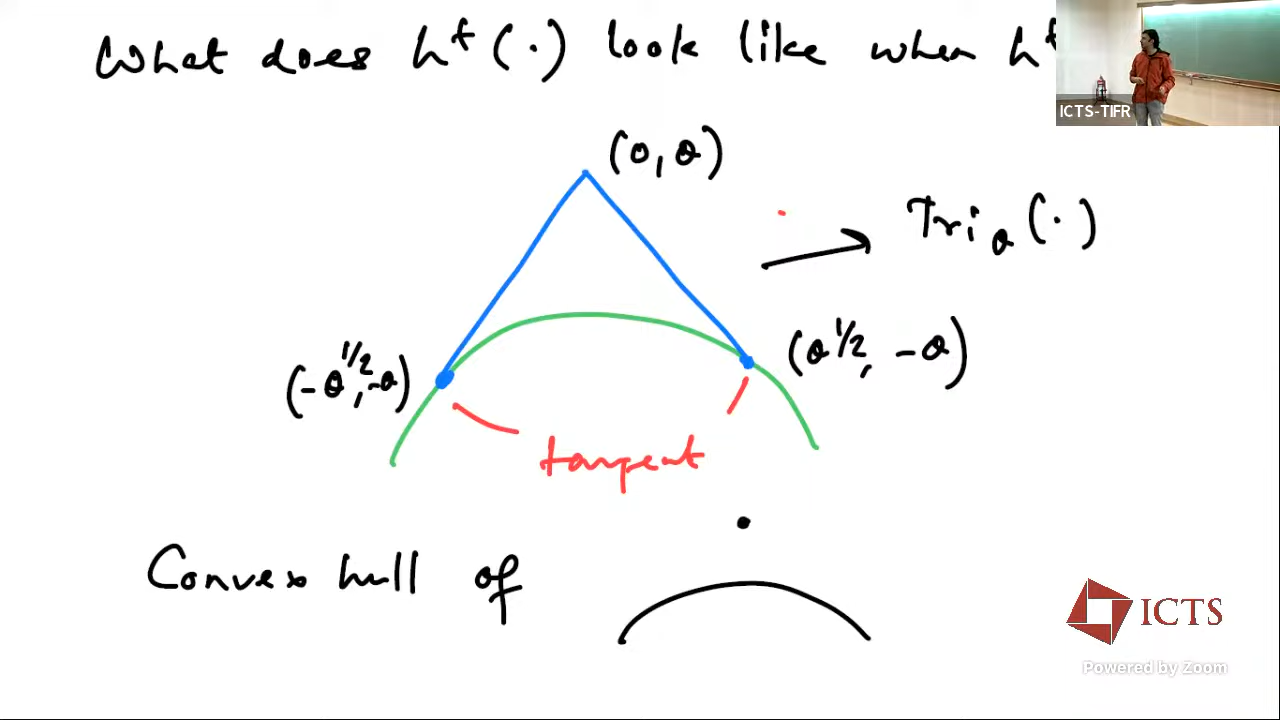 What does h^f(·) look like when h^f
ICTS-TIFR
(0, θ)
Tri_θ(·)
(-θ^{1/2}, -θ)
(θ^{1/2}, -θ)
tangent
Convex hull of
ICTS
Powered by Zoom